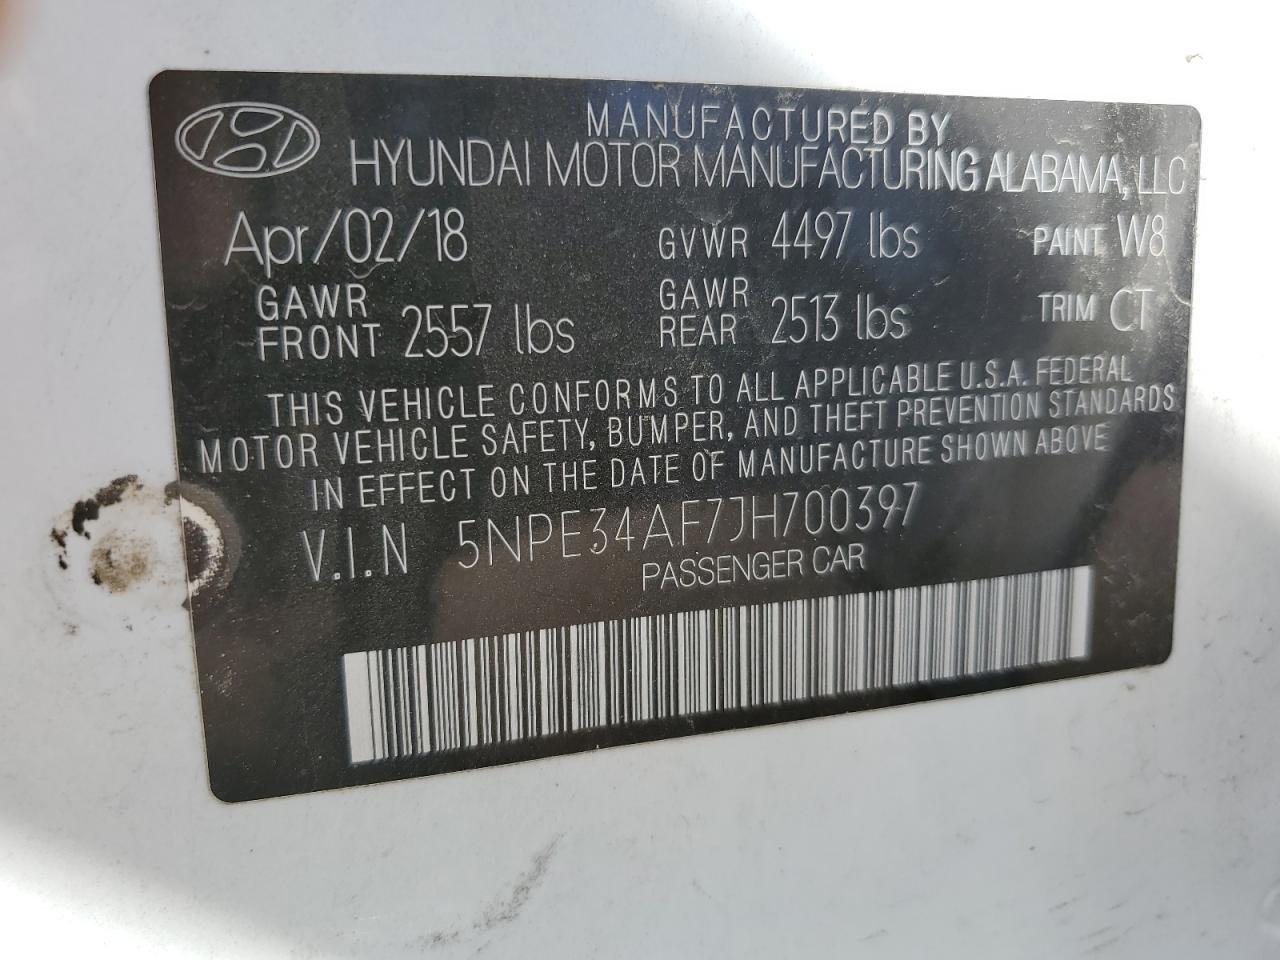 MANUFACTURED BY
HYUNDAI MOTOR MANUFACTURING ALABAMA, LLC
Apr/02/18 GVWR 4497 lbs PAINT W8
GAWR FRONT 2557 lbs GAWR REAR 2513 lbs TRIM CT
THIS VEHICLE CONFORMS TO ALL APPLICABLE U.S.A. FEDERAL
MOTOR VEHICLE SAFETY, BUMPER, AND THEFT PREVENTION STANDARDS
IN EFFECT ON THE DATE OF MANUFACTURE SHOWN ABOVE
V.I.N 5NPE34AF7JH700397
PASSENGER CAR